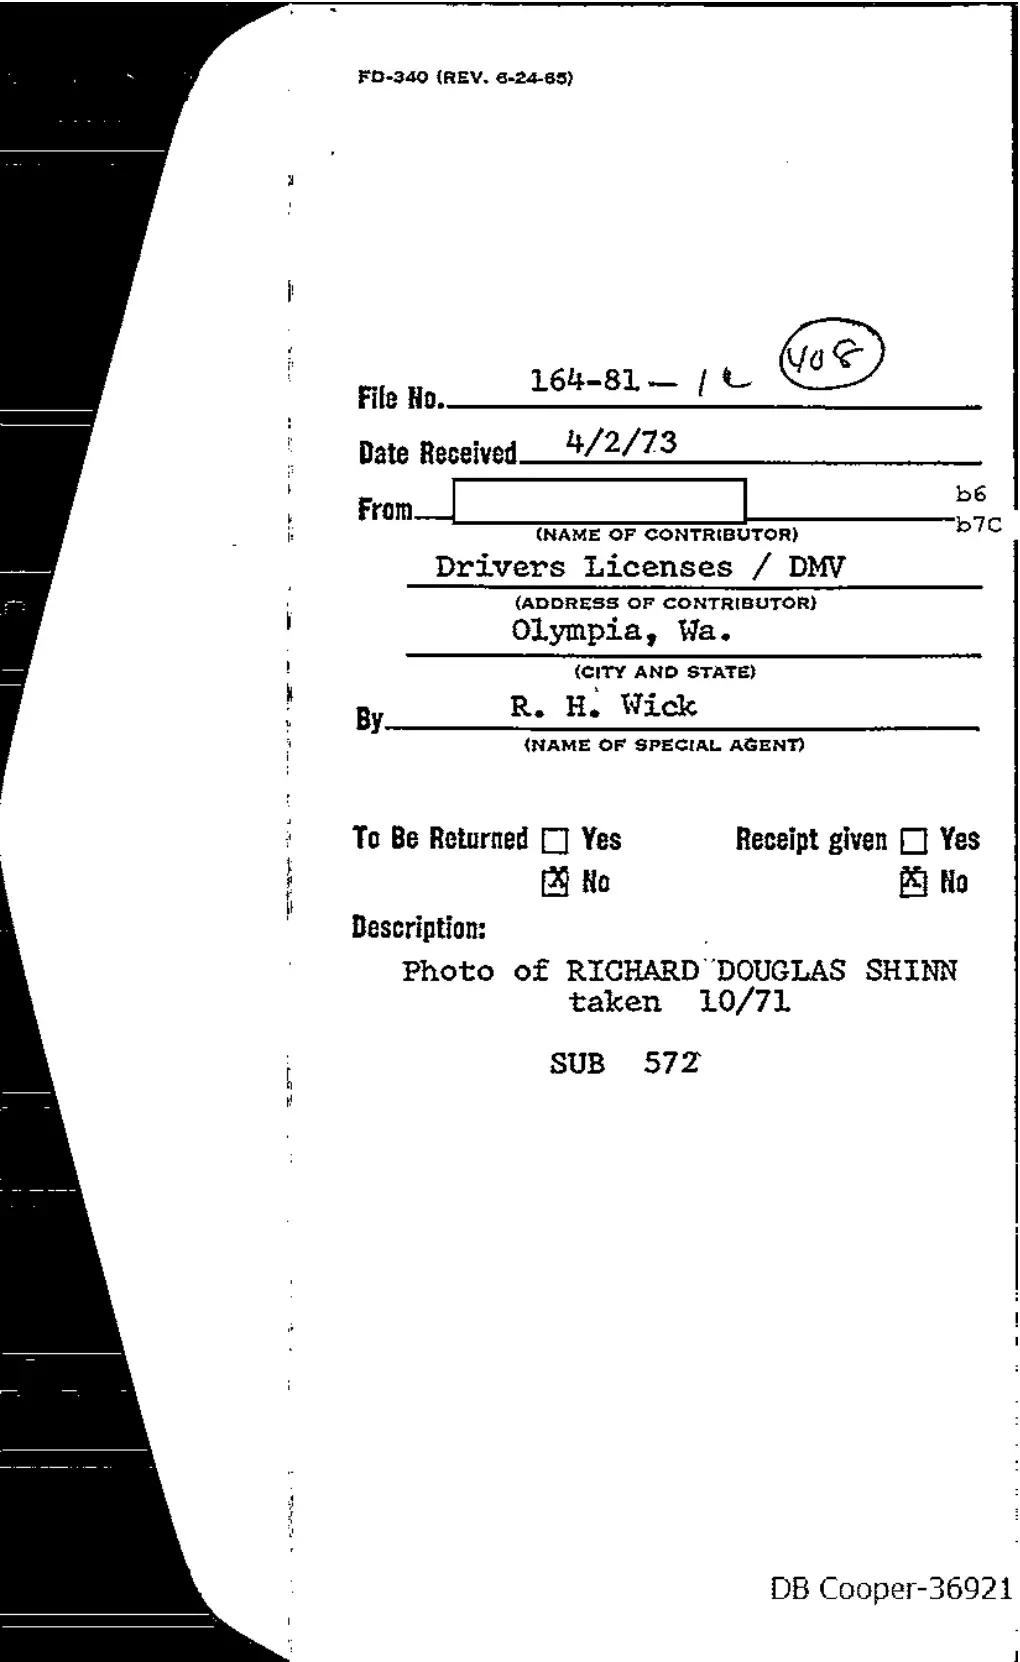 FD-340 (REV. 6-24-65)
408
File No. 164-81 - 1
Date Received 4/2/73
From b6
b7C
(NAME OF CONTRIBUTOR)
Drivers Licenses / DMV
(ADDRESS OF CONTRIBUTOR)
Olympia, Wa.
(CITY AND STATE)
By R. H. Wick
(NAME OF SPECIAL AGENT)
To Be Returned ☐ Yes Receipt given ☐ Yes
☒ No ☒ No
Description:
Photo of RICHARD DOUGLAS SHINN
taken 10/71
SUB 572
DB Cooper-36921